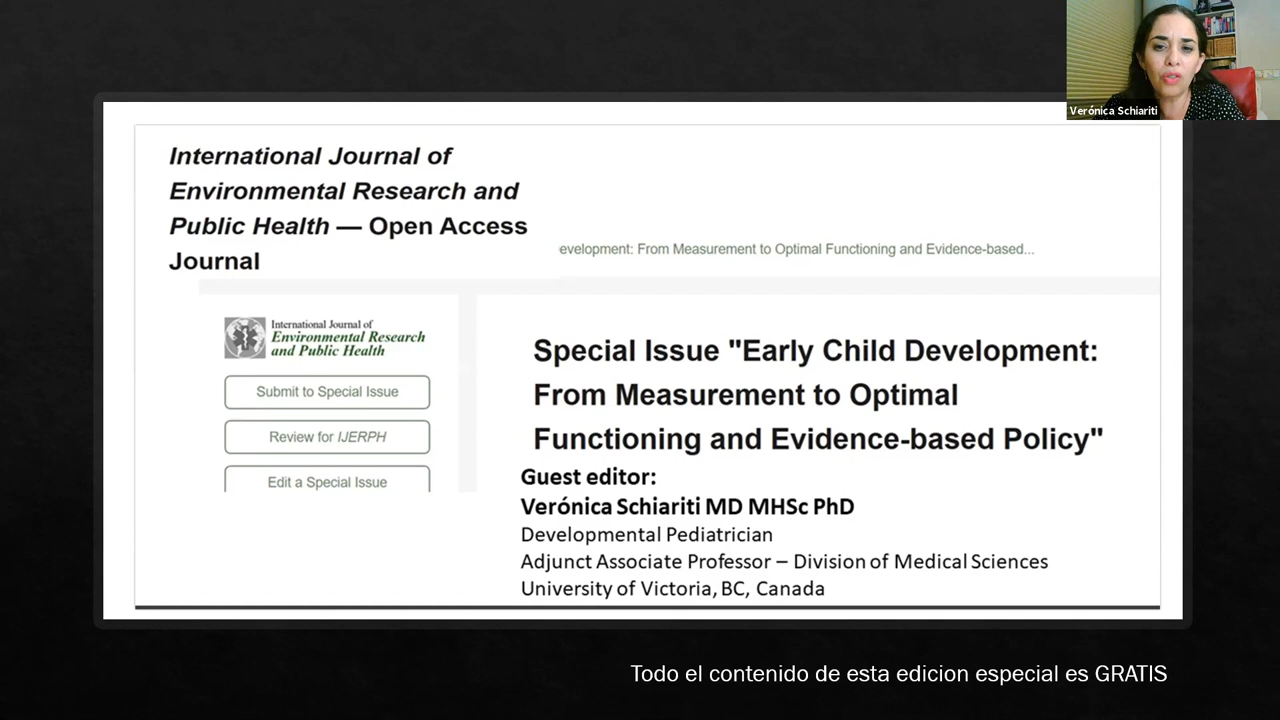 Verónica Schiariti
International Journal of
Environmental Research and
Public Health — Open Access
Journal
evelopment: From Measurement to Optimal Functioning and Evidence-based...
International Journal of
Environmental Research
and Public Health
Submit to Special Issue
Review for IJERPH
Edit a Special Issue
Special Issue "Early Child Development:
From Measurement to Optimal
Functioning and Evidence-based Policy"
Guest editor:
Verónica Schiariti MD MHSc PhD
Developmental Pediatrician
Adjunct Associate Professor – Division of Medical Sciences
University of Victoria, BC, Canada
Todo el contenido de esta edicion especial es GRATIS